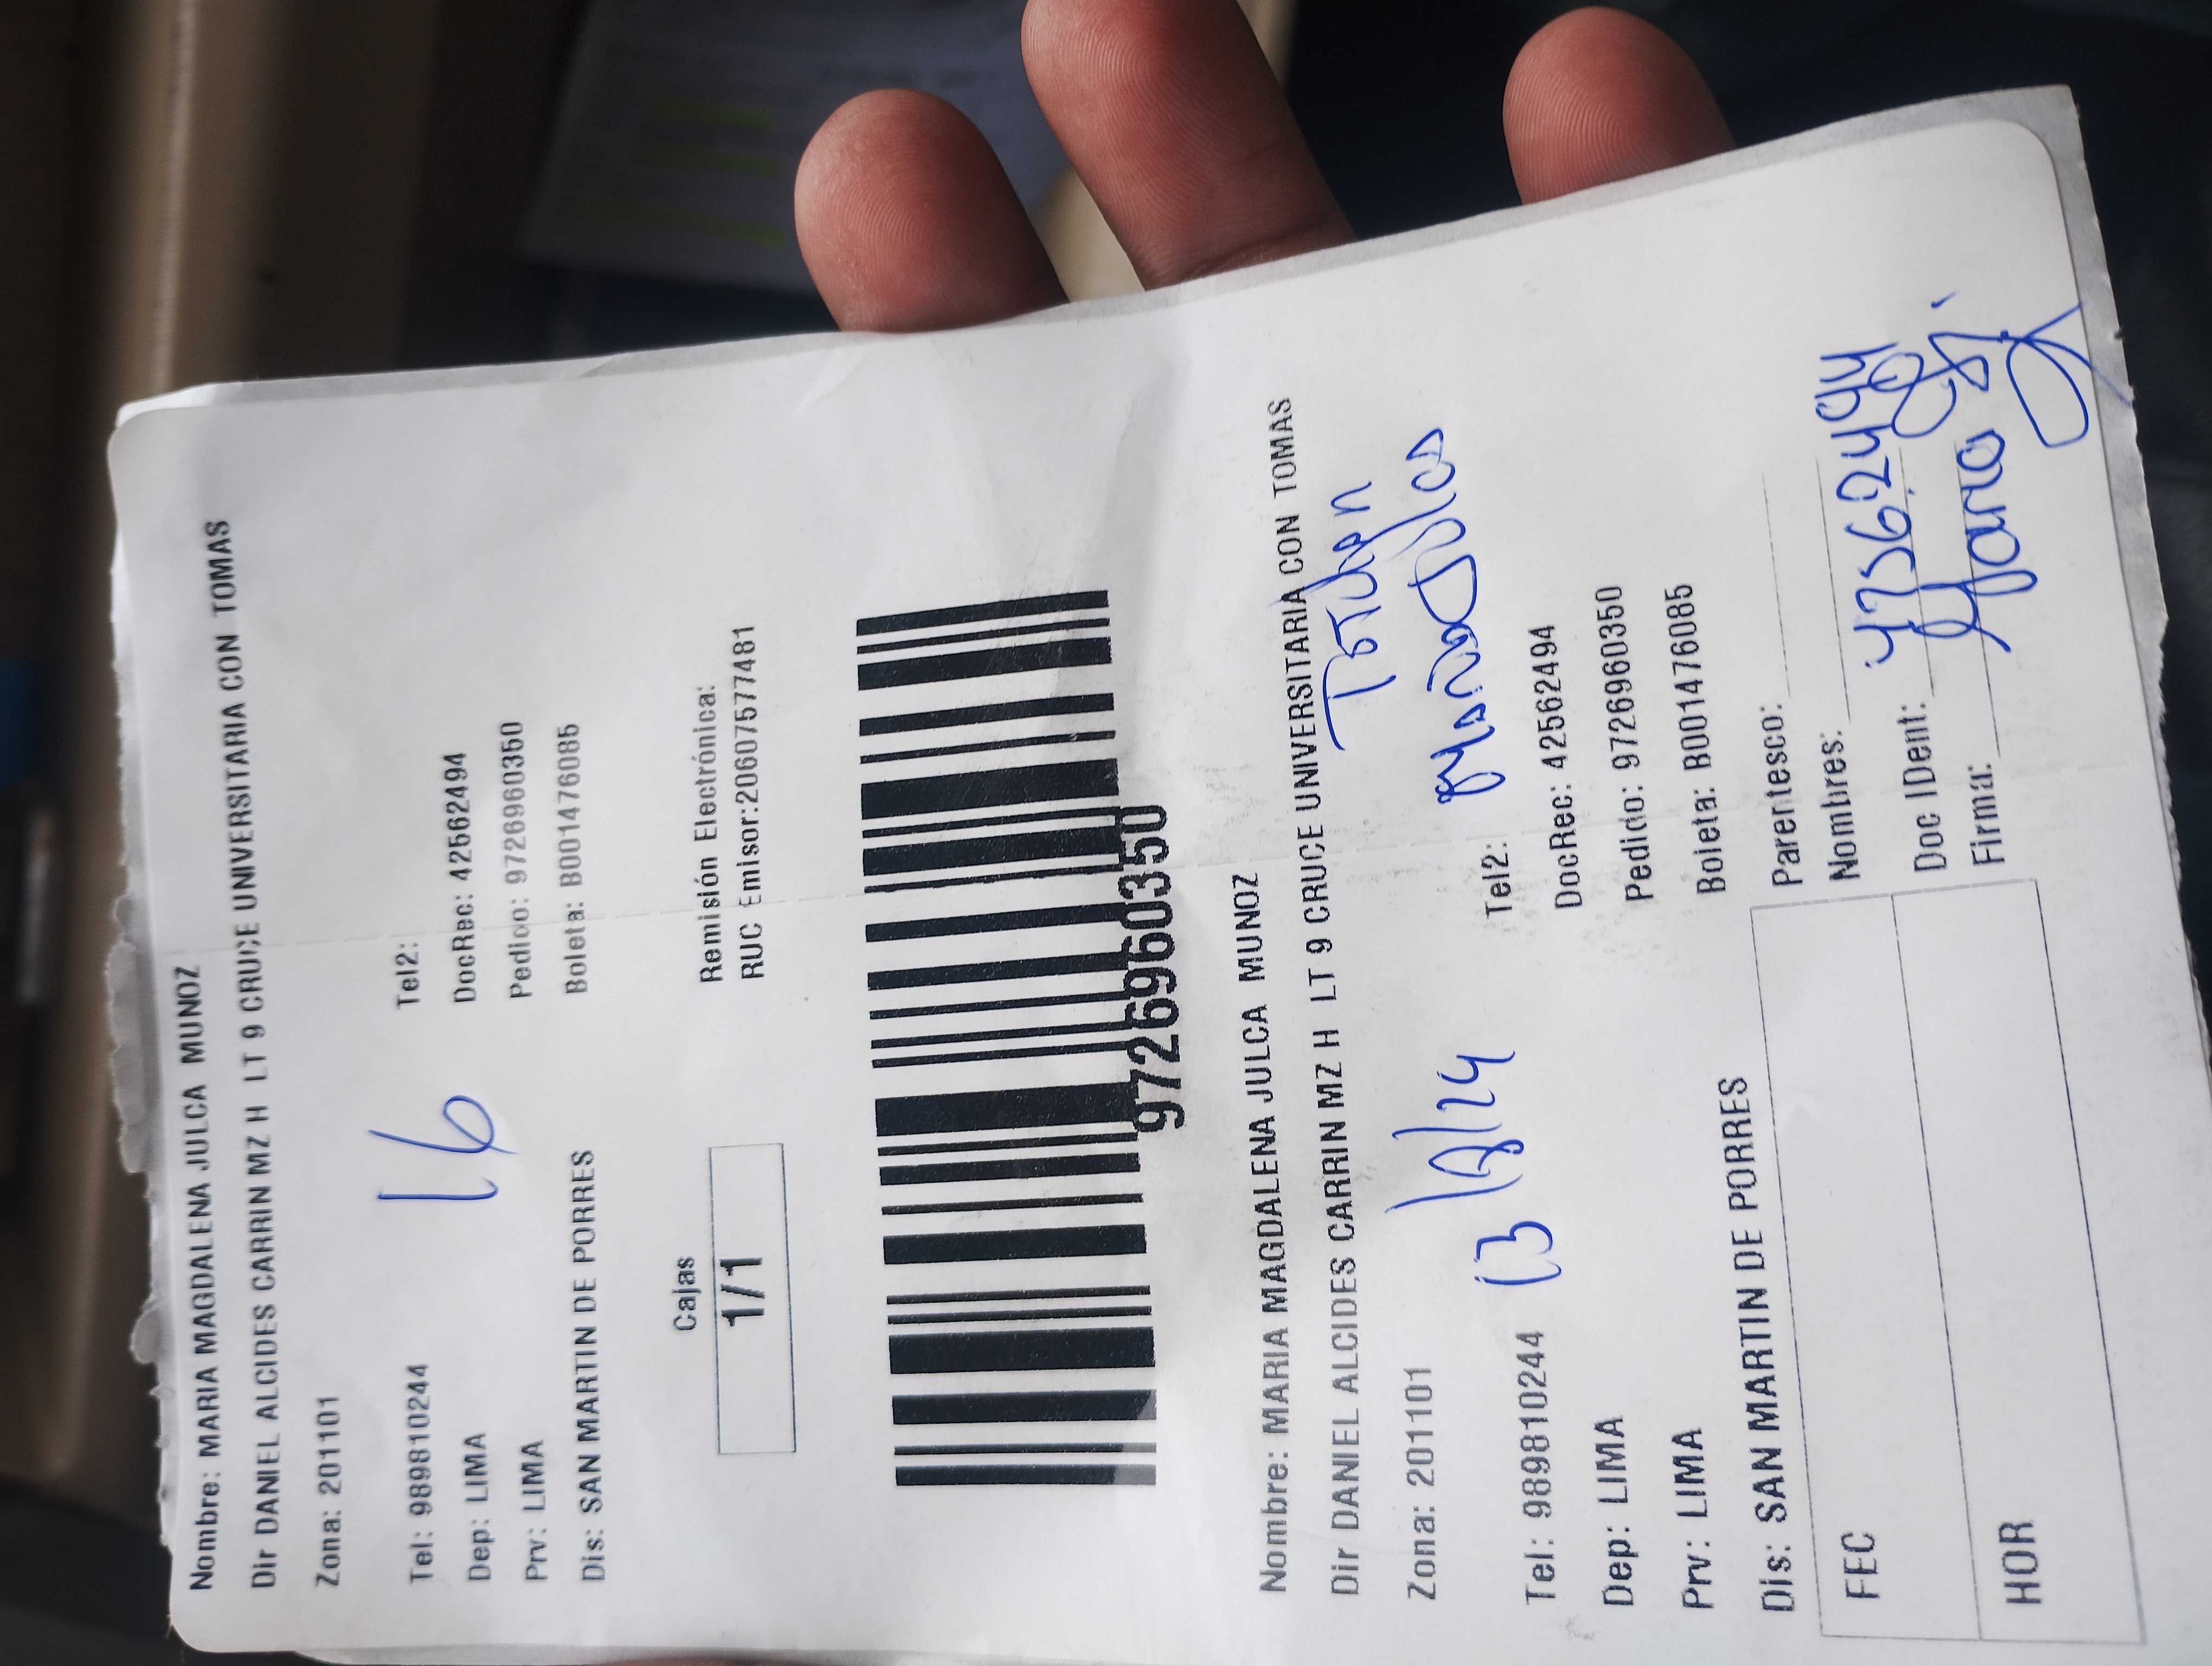 Nombre: MARIA MAGDALENA JULCA MUNOZ
Dir DANIEL ALCIDES CARRIN MZ H LT 9 CRUCE UNIVERSITARIA CON TOMAS
Zona: 201101
16
Tel: 989810244 Tel2:
Dep: LIMA DocRec: 42562494
Prv: LIMA Pedido: 972696960350
Dis: SAN MARTIN DE PORRES Boleta: B001476085
Cajas Remisión Electrónica:
1/1 RUC Emisor:20607577481
972696960350
Nombre: MARIA MAGDALENA JULCA MUNOZ
Dir DANIEL ALCIDES CARRIN MZ H LT 9 CRUCE UNIVERSITARIA CON TOMAS
Zona: 201101
13/12/24
Tel: 989810244 Tel2:
Dep: LIMA DocRec: 42562494
Prv: LIMA Pedido: 972696960350
Dis: SAN MARTIN DE PORRES Boleta: B001476085
FEC Parentesco:
Nombres:
HOR Doc IDent:
Firma: